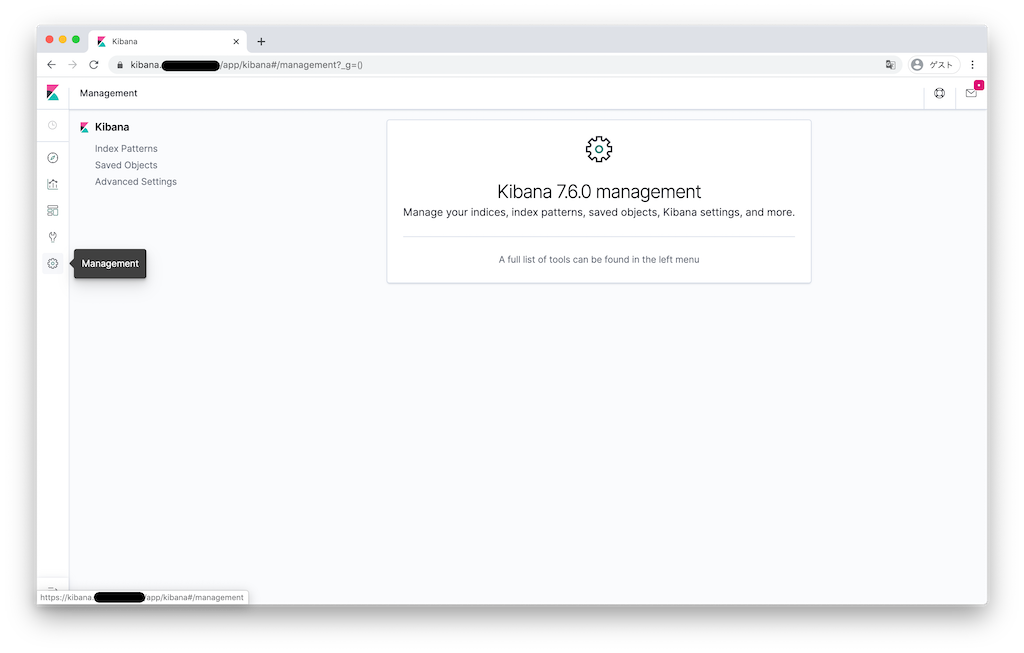 Kibana
kibana.
/app/kibana#/management?_g=()
ゲスト
Management
Kibana
Index Patterns
Saved Objects
Advanced Settings
Management
Kibana 7.6.0 management
Manage your indices, index patterns, saved objects, Kibana settings, and more.
A full list of tools can be found in the left menu
https://kibana.
/app/kibana#/management